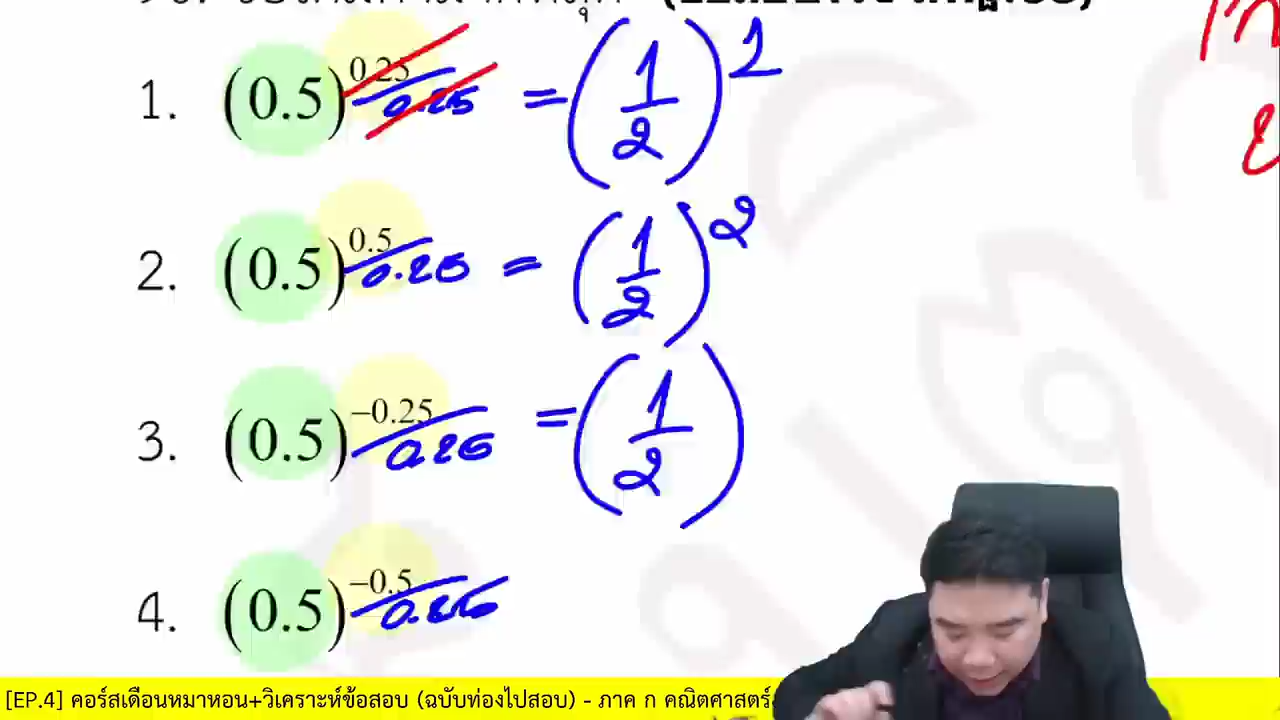 1. (0.5)^0.25/0.25 = (1/2)^1
2. (0.5)^0.5/0.25 = (1/2)^2
3. (0.5)^−0.25/0.25 = (1/2)
4. (0.5)^−0.5/0.25
[EP.4] คอร์สเดือนหมาหอน+วิเคราะห์ข้อสอบ (ฉบับท่องไปสอบ) - ภาค ก คณิตศาสตร์